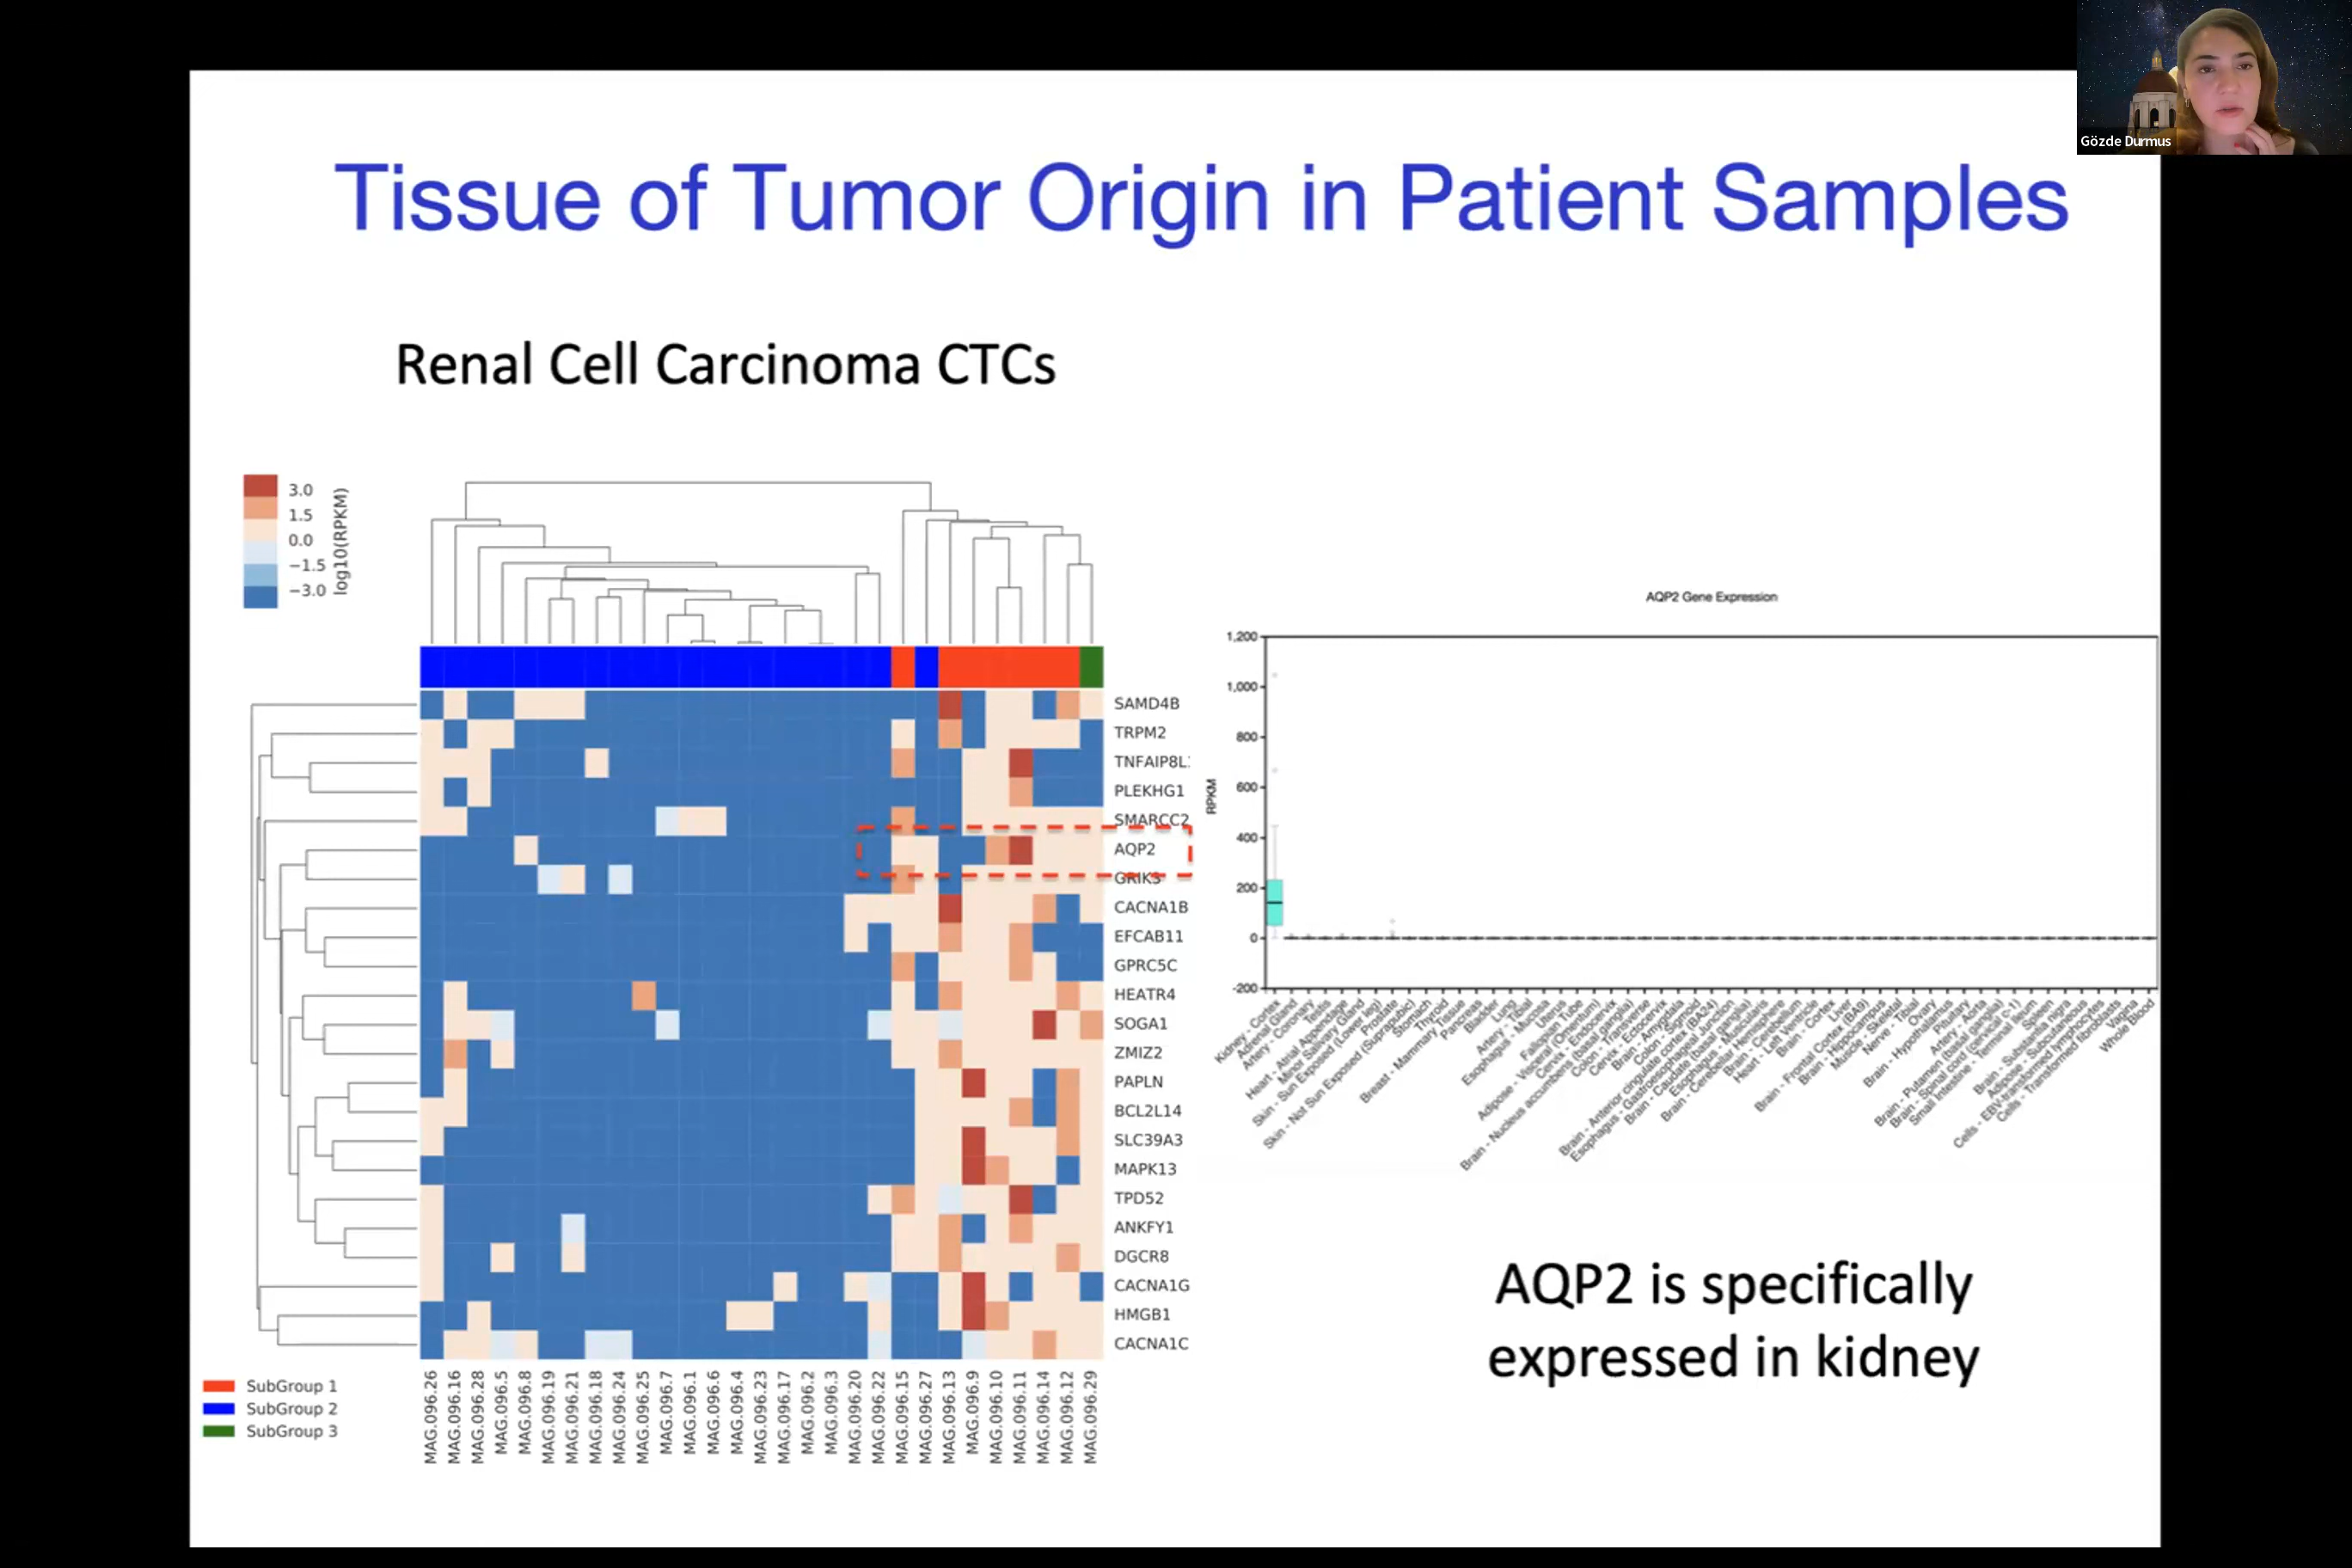 Gözde Durmus
Tissue of Tumor Origin in Patient Samples
Renal Cell Carcinoma CTCs
3.0
1.5
0.0
−1.5
−3.0
log10(RPKM)
SAMD4B
TRPM2
TNFAIP8L
PLEKHG1
SMARCC2
AQP2
GRIK5
CACNA1B
EFCAB11
GPRC5C
HEATR4
SOGA1
ZMIZ2
PAPLN
BCL2L14
SLC39A3
MAPK13
TPD52
ANKFY1
DGCR8
CACNA1G
HMGB1
CACNA1C
MAG.096.26
MAG.096.16
MAG.096.28
MAG.096.5
MAG.096.8
MAG.096.19
MAG.096.21
MAG.096.18
MAG.096.24
MAG.096.25
MAG.096.7
MAG.096.1
MAG.096.6
MAG.096.4
MAG.096.23
MAG.096.17
MAG.096.2
MAG.096.3
MAG.096.20
MAG.096.22
MAG.096.15
MAG.096.27
MAG.096.13
MAG.096.9
MAG.096.10
MAG.096.11
MAG.096.14
MAG.096.12
MAG.096.29
SubGroup 1
SubGroup 2
SubGroup 3
AQP2 Gene Expression
RPKM
1,200
1,000
800
600
400
200
0
-200
Kidney - Cortex
Adrenal Gland
Artery - Coronary
Testis
Heart - Atrial Appendage
Minor Salivary Gland
Skin - Sun Exposed (Lower leg)
Prostate
Skin - Not Sun Exposed (Suprapubic)
Stomach
Thyroid
Breast - Mammary Tissue
Pancreas
Bladder
Lung
Artery - Tibial
Esophagus - Mucosa
Uterus
Fallopian Tube
Adipose - Visceral (Omentum)
Cervix - Endocervix
Brain - Nucleus accumbens (basal ganglia)
Colon - Transverse
Cervix - Ectocervix
Brain - Amygdala
Colon - Sigmoid
Brain - Anterior cingulate cortex (BA24)
Esophagus - Gastroesophageal Junction
Brain - Caudate (basal ganglia)
Esophagus - Muscularis
Brain - Cerebellar Hemisphere
Brain - Cerebellum
Heart - Left Ventricle
Brain - Cortex
Liver
Brain - Frontal Cortex (BA9)
Brain - Hippocampus
Muscle - Skeletal
Nerve - Tibial
Ovary
Brain - Hypothalamus
Pituitary
Artery - Aorta
Brain - Putamen (basal ganglia)
Brain - Spinal cord (cervical c-1)
Small Intestine - Terminal Ileum
Spleen
Brain - Substantia nigra
Adipose - Subcutaneous
Cells - EBV-transformed lymphocytes
Cells - Transformed fibroblasts
Vagina
Whole Blood
AQP2 is specifically
expressed in kidney